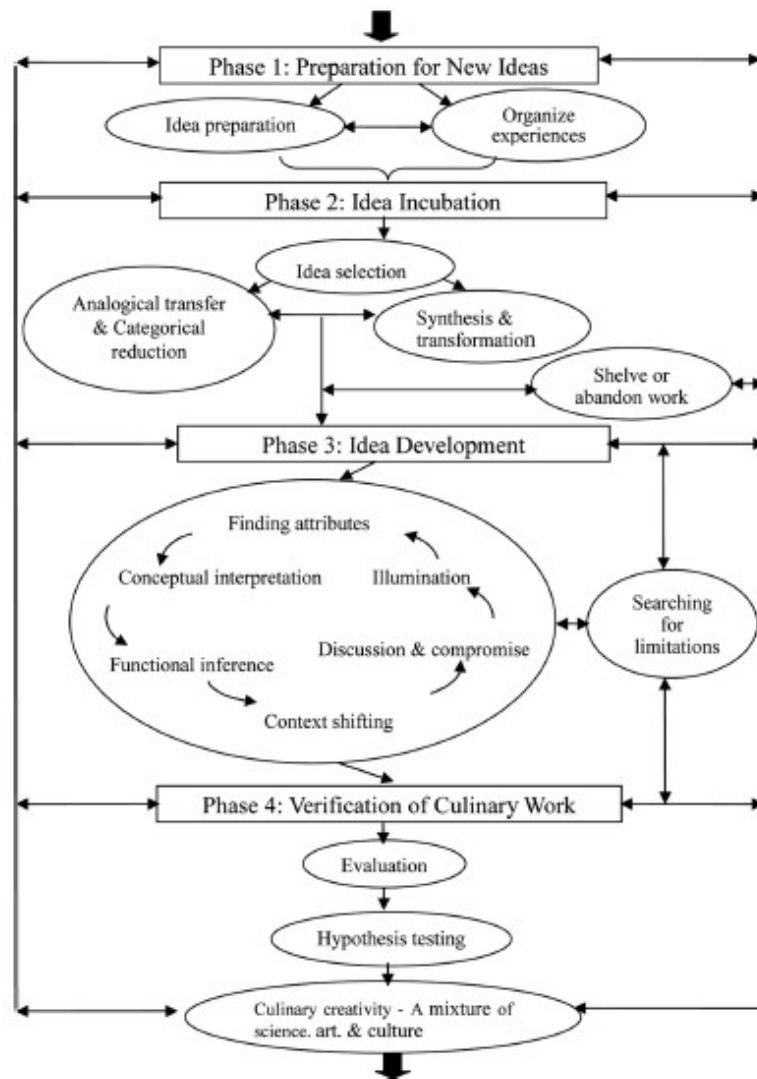 Phase 1: Preparation for New Ideas
Idea preparation
Organize
experiences
Phase 2: Idea Incubation
Idea selection
Analogical transfer
& Categorical
reduction
Synthesis &
transformation
Shelve or
abandon work
Phase 3: Idea Development
Finding attributes
Conceptual interpretation
Illumination
Functional inference
Discussion & compromise
Context shifting
Searching
for
limitations
Phase 4: Verification of Culinary Work
Evaluation
Hypothesis testing
Culinary creativity - A mixture of
science. art. & culture